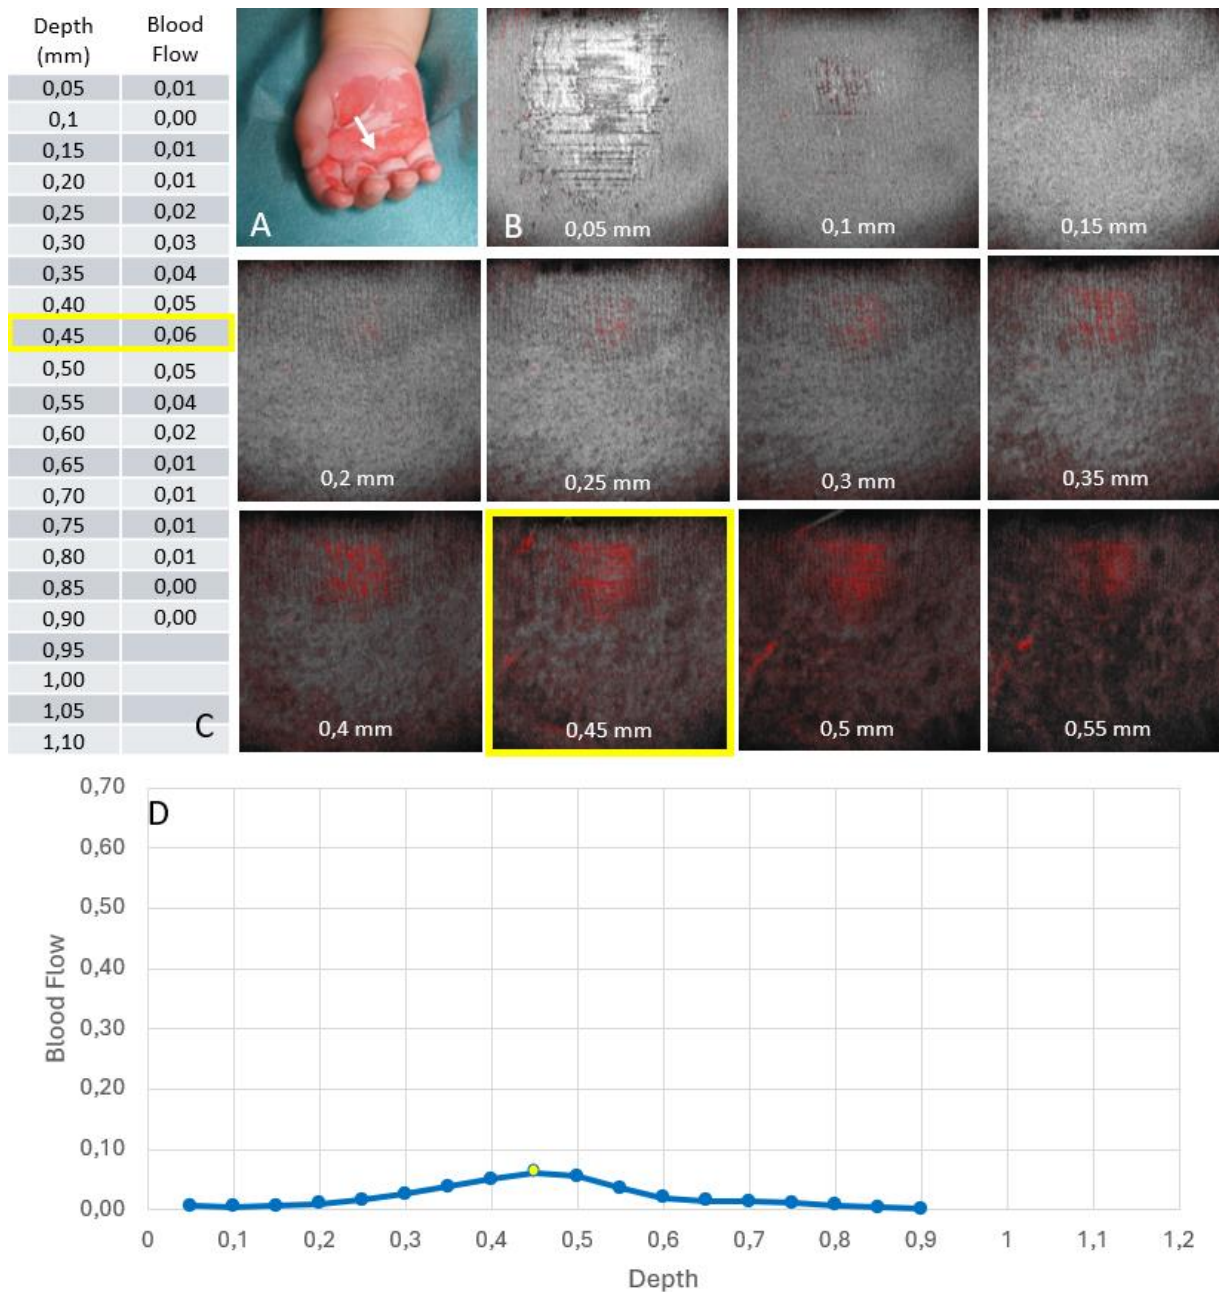 Depth Blood
(mm) Flow
0,05 0,01
0,1 0,00
0,15 0,01
0,20 0,01
0,25 0,02
0,30 0,03
0,35 0,04
0,40 0,05
0,45 0,06
0,50 0,05
0,55 0,04
0,60 0,02
0,65 0,01
0,70 0,01
0,75 0,01
0,80 0,01
0,85 0,00
0,90 0,00
0,95
1,00
1,05
1,10
C
A
B
0,05 mm
0,1 mm
0,15 mm
0,2 mm
0,25 mm
0,3 mm
0,35 mm
0,4 mm
0,45 mm
0,5 mm
0,55 mm
D
0,70
0,60
0,50
0,40
0,30
0,20
0,10
0,00
Blood Flow
0 0,1 0,2 0,3 0,4 0,5 0,6 0,7 0,8 0,9 1 1,1 1,2
Depth